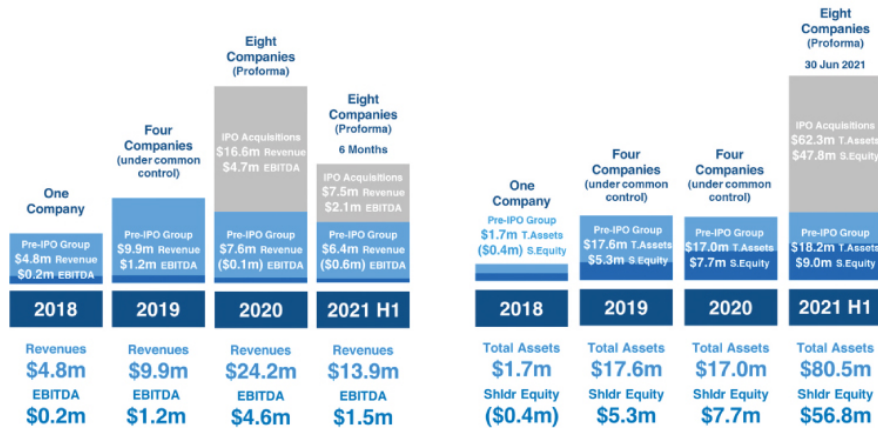 One
Company
Pre-IPO Group
$4.8m Revenue
$0.2m EBITDA
2018
Revenues
$4.8m
EBITDA
$0.2m
Four
Companies
(under common
control)
Pre-IPO Group
$9.9m Revenue
$1.2m EBITDA
2019
Revenues
$9.9m
EBITDA
$1.2m
Eight
Companies
(Proforma)
IPO Acquisitions
$16.6m Revenue
$4.7m EBITDA
Pre-IPO Group
$7.6m Revenue
($0.1m) EBITDA
2020
Revenues
$24.2m
EBITDA
$4.6m
Eight
Companies
(Proforma)
6 Months
IPO Acquisitions
$7.5m Revenue
$2.1m EBITDA
Pre-IPO Group
$6.4m Revenue
($0.6m) EBITDA
2021 H1
Revenues
$13.9m
EBITDA
$1.5m
One
Company
Pre-IPO Group
$1.7m T.Assets
($0.4m) S.Equity
2018
Total Assets
$1.7m
Shldr Equity
($0.4m)
Four
Companies
(under common
control)
Pre-IPO Group
$17.6m T.Assets
$5.3m S.Equity
2019
Total Assets
$17.6m
Shldr Equity
$5.3m
Four
Companies
(under common
control)
Pre-IPO Group
$17.0m T.Assets
$7.7m S.Equity
2020
Total Assets
$17.0m
Shldr Equity
$7.7m
Eight
Companies
(Proforma)
30 Jun 2021
IPO Acquisitions
$62.3m T.Assets
$47.8m S.Equity
Pre-IPO Group
$18.2m T.Assets
$9.0m S.Equity
2021 H1
Total Assets
$80.5m
Shldr Equity
$56.8m